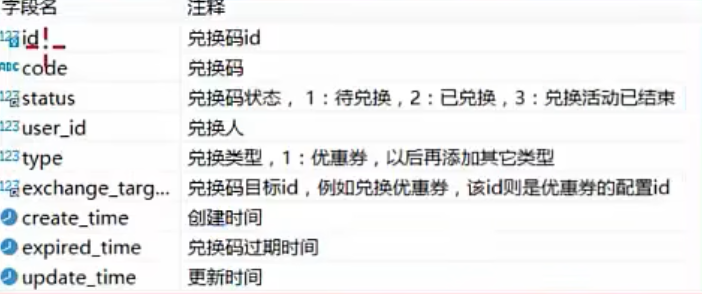 字段名 注释
123 id 兑换码id
ABC code 兑换码
123 status 兑换码状态，1：待兑换，2：已兑换，3：兑换活动已结束
123 user_id 兑换人
123 type 兑换类型，1：优惠券，以后再添加其它类型
123 exchange_targ... 兑换码目标id，例如兑换优惠券，该id则是优惠券的配置id
create_time 创建时间
expired_time 兑换码过期时间
update_time 更新时间